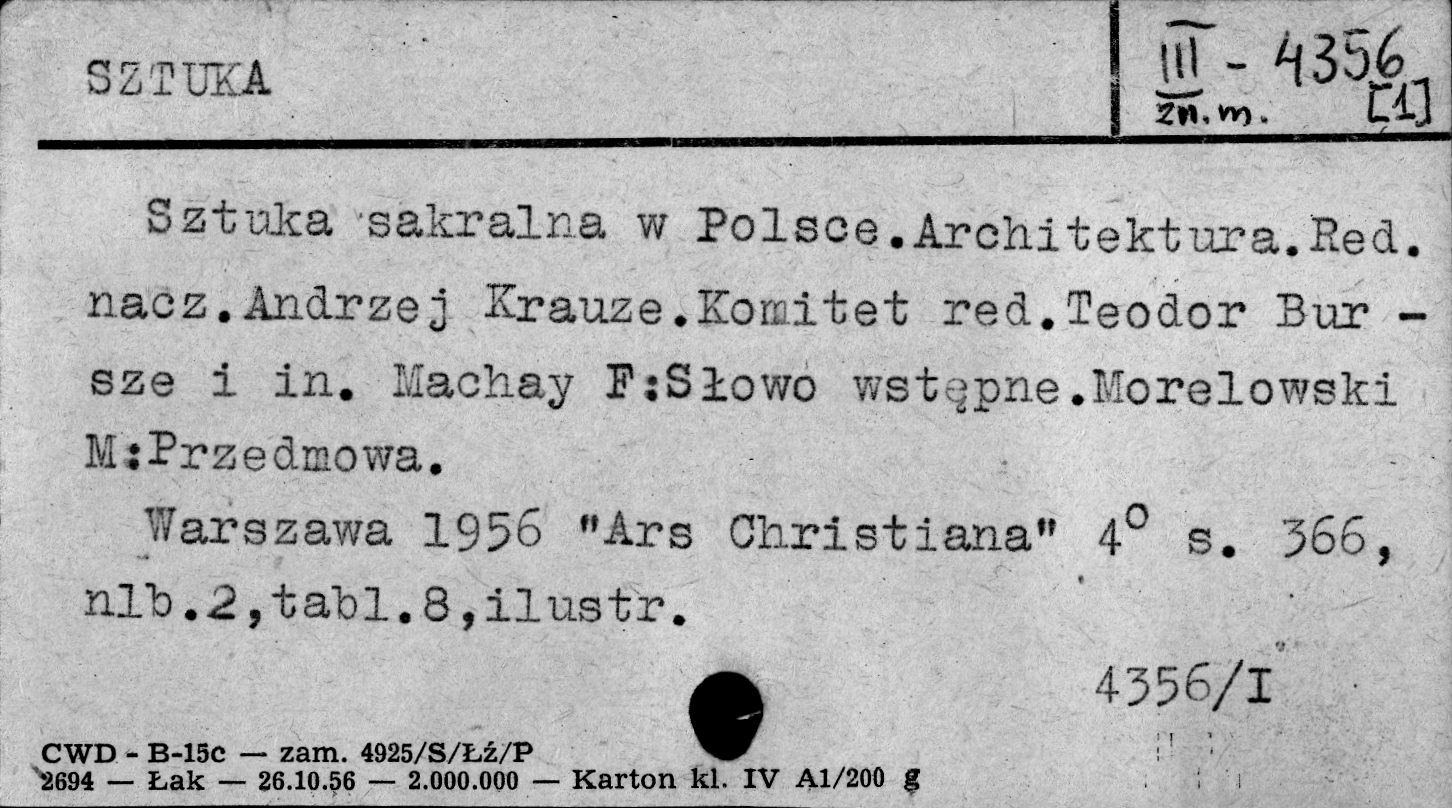 SZTUKA
III - 4356
zn. m. [1]
Sztuka sakralna w Polsce.Architektura.Red.
nacz.Andrzej Krauze.Komitet red.Teodor Bur -
sze i in. Machay F:Słowo wstępne.Morelowski
M:Przedmowa.
Warszawa 1956 "Ars Christiana" 4° s. 366,
nlb.2,tabl.8,ilustr.
4356/I
CWD - B-15c — zam. 4925/S/Łź/P
2694 — Łak — 26.10.56 — 2.000.000 — Karton kl. IV A1/200 g